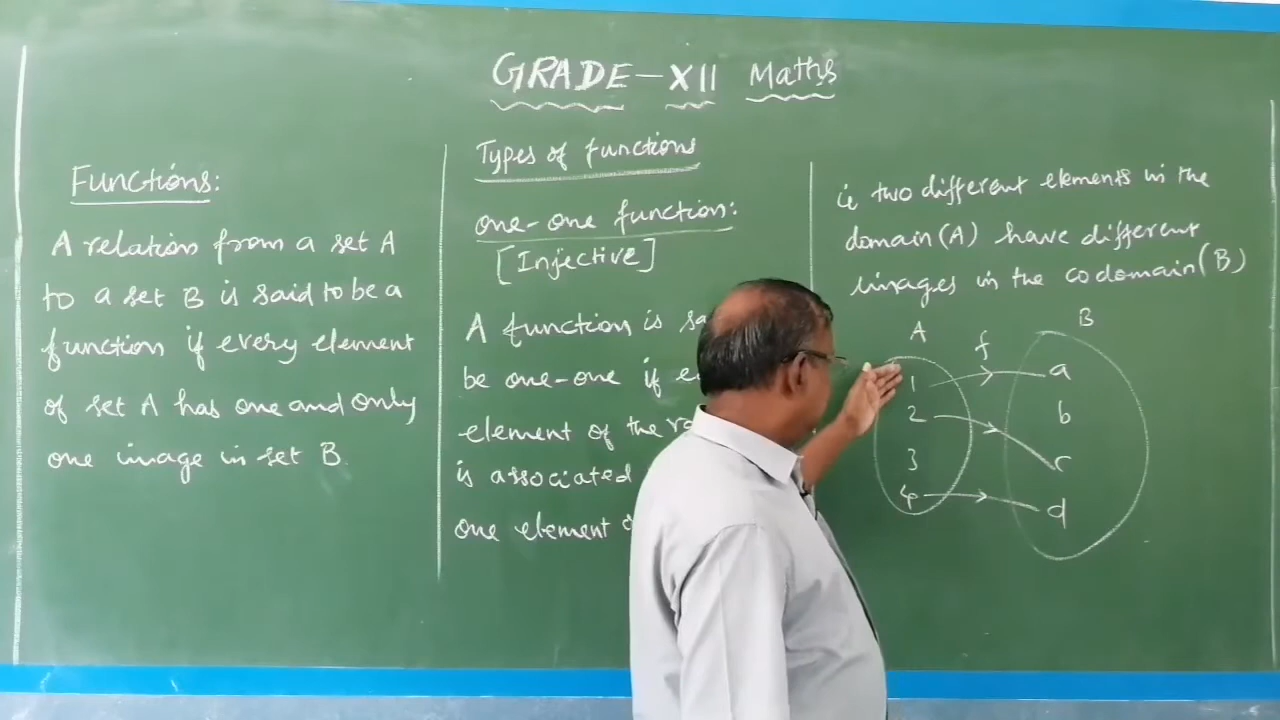 GRADE-XII Maths
Functions:
A relation from a set A
to a set B is said to be a
function if every element
of set A has one and only
one image in set B.
Types of functions
one-one function:
[Injective]
A function is
be one-one if
element of the
is associated
one element
ie two different elements in the
domain (A) have different
images in the codomain (B)
A f B
1 a
2 b
3 c
4 d